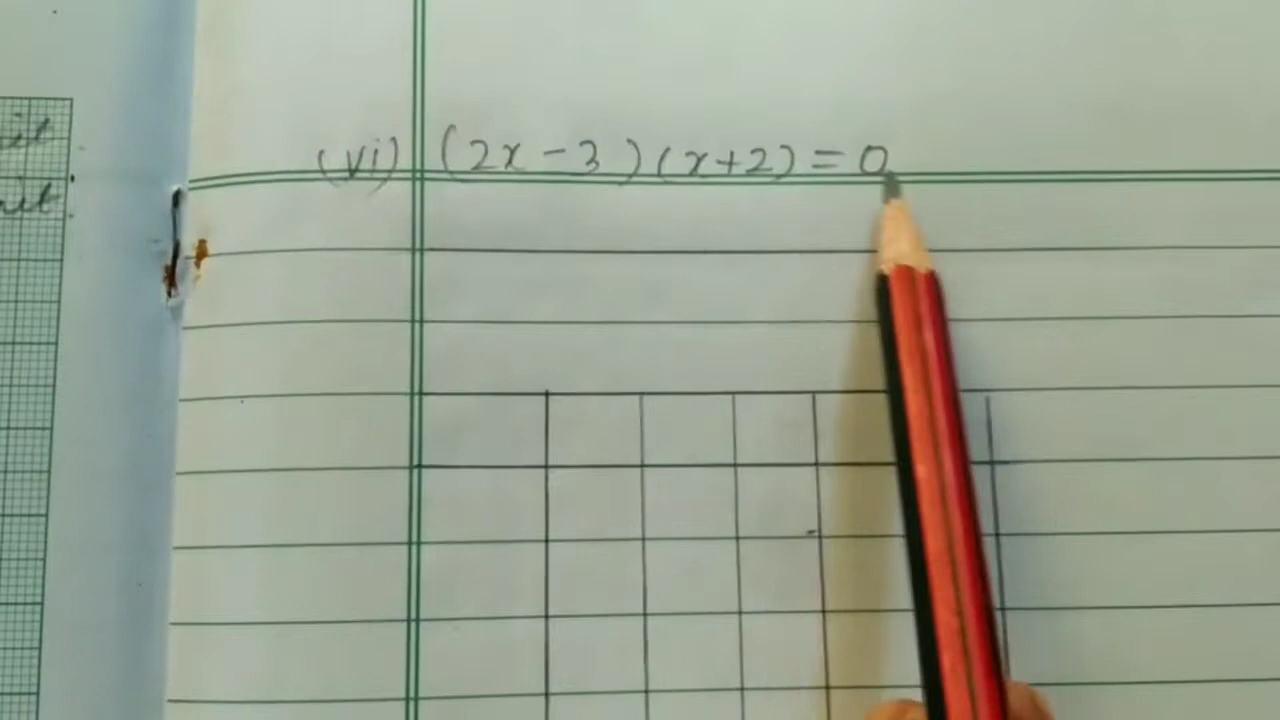 (vi) (2x - 3)(x+2) = 0